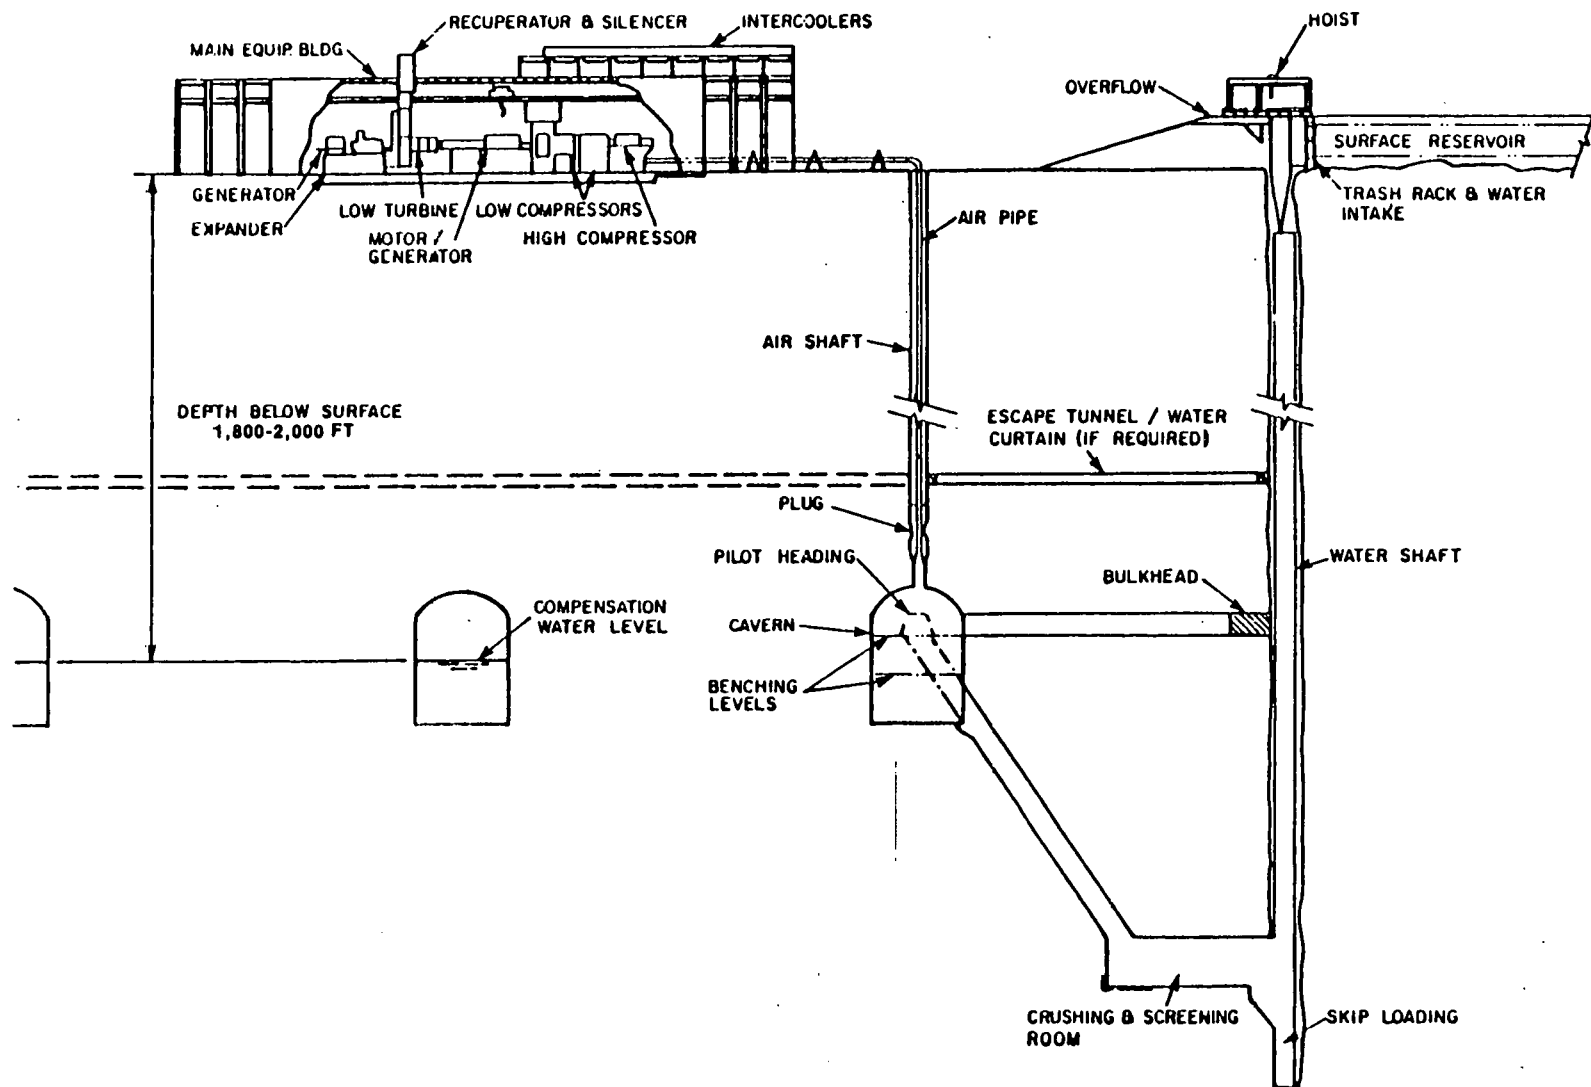 RECUPERATOR & SILENCER
INTERCOOLERS
HOIST
MAIN EQUIP. BLDG
OVERFLOW
SURFACE RESERVOIR
GENERATOR
LOW TURBINE
LOW COMPRESSORS
TRASH RACK & WATER
INTAKE
EXPANDER
MOTOR /
GENERATOR
HIGH COMPRESSOR
AIR PIPE
AIR SHAFT
DEPTH BELOW SURFACE
1,800-2,000 FT
ESCAPE TUNNEL / WATER
CURTAIN (IF REQUIRED)
PLUG
PILOT HEADING
WATER SHAFT
BULKHEAD
COMPENSATION
WATER LEVEL
CAVERN
BENCHING
LEVELS
CRUSHING & SCREENING
ROOM
SKIP LOADING